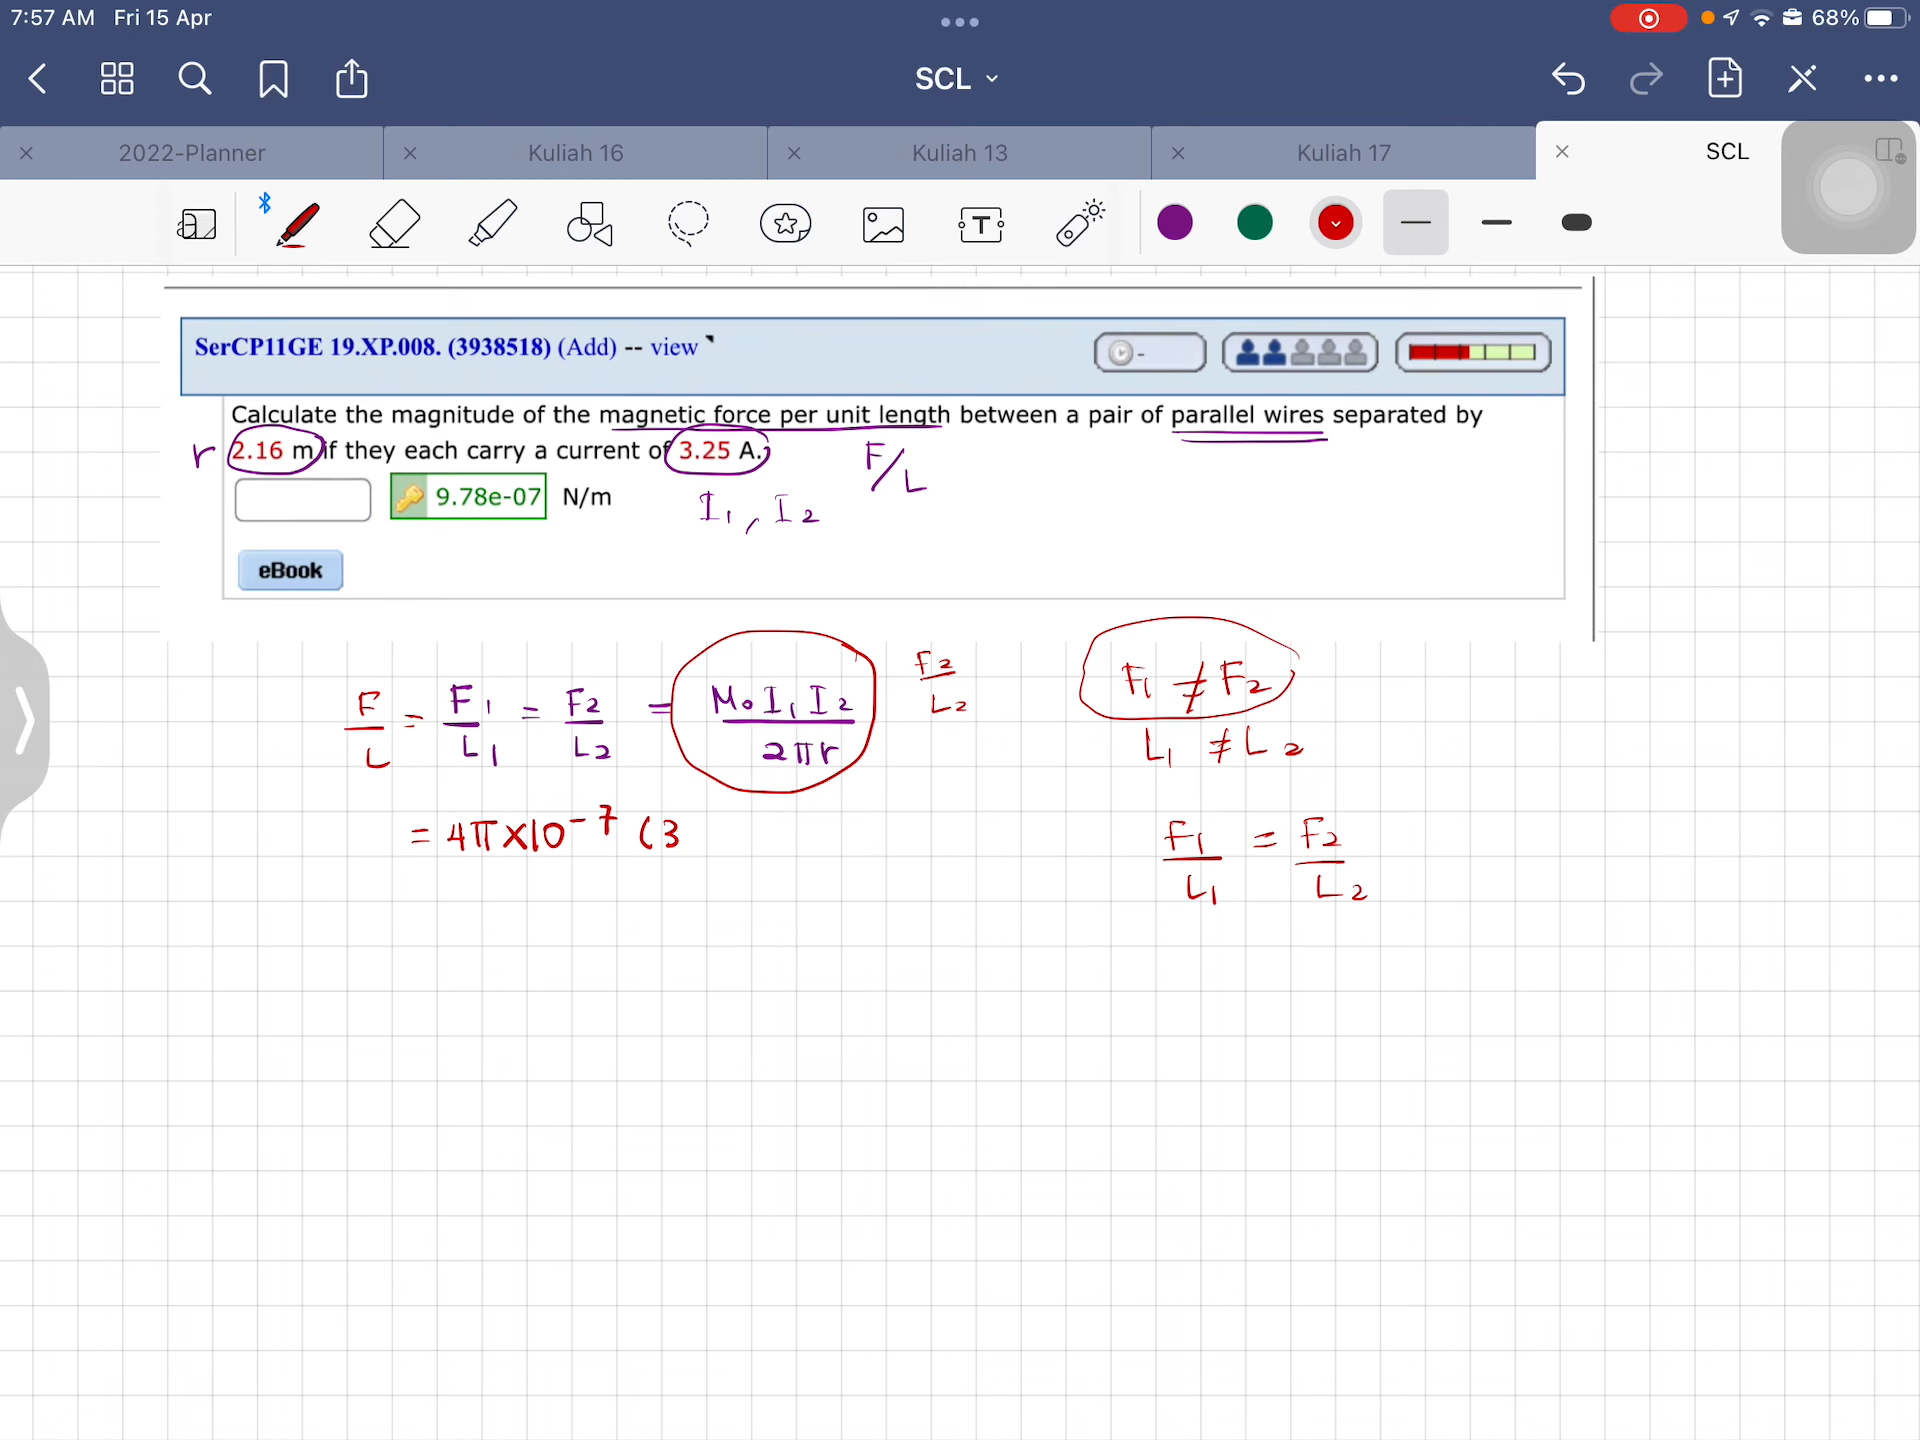 7:57 AM Fri 15 Apr
68%
SCL
2022-Planner
Kuliah 16
Kuliah 13
Kuliah 17
SCL
T
SerCP11GE 19.XP.008. (3938518) (Add) -- view
-
Calculate the magnitude of the magnetic force per unit length between a pair of parallel wires separated by
r 2.16 m if they each carry a current of 3.25 A. F/L
9.78e-07 N/m I₁, I₂
eBook
F/L = F₁/L₁ = F₂/L₂ = M₀I₁I₂/2πr F₂/L₂
F₁ ≠ F₂
L₁ ≠ L₂
= 4π×10⁻⁷ (3
F₁/L₁ = F₂/L₂